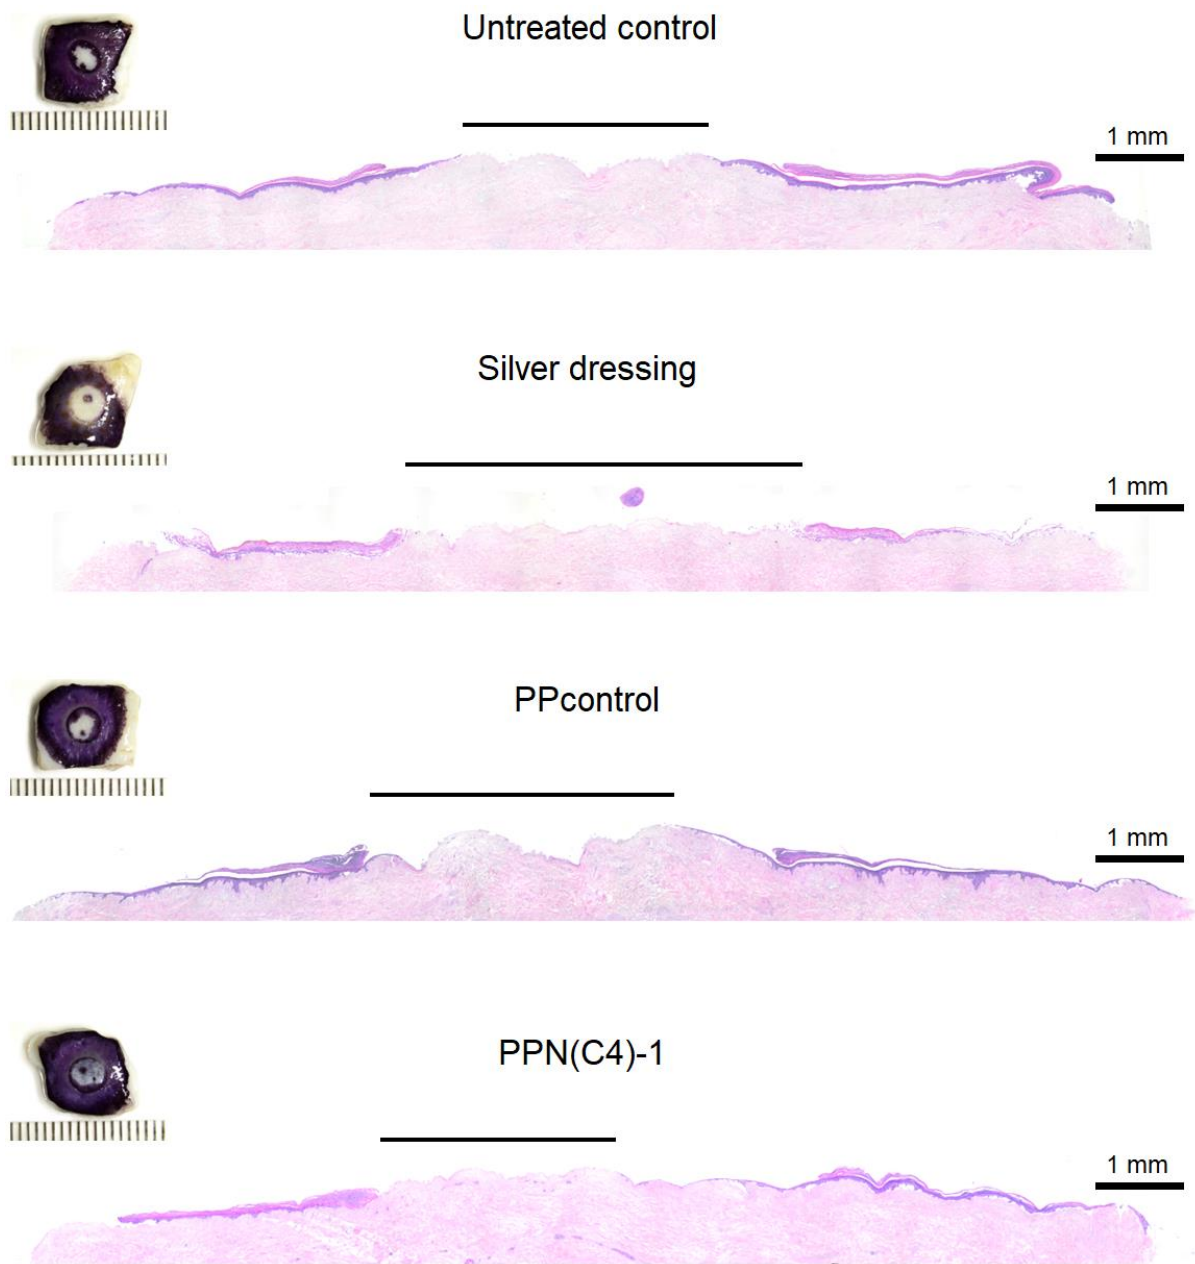 Untreated control
1 mm
Silver dressing
1 mm
PPcontrol
1 mm
PPN(C4)-1
1 mm